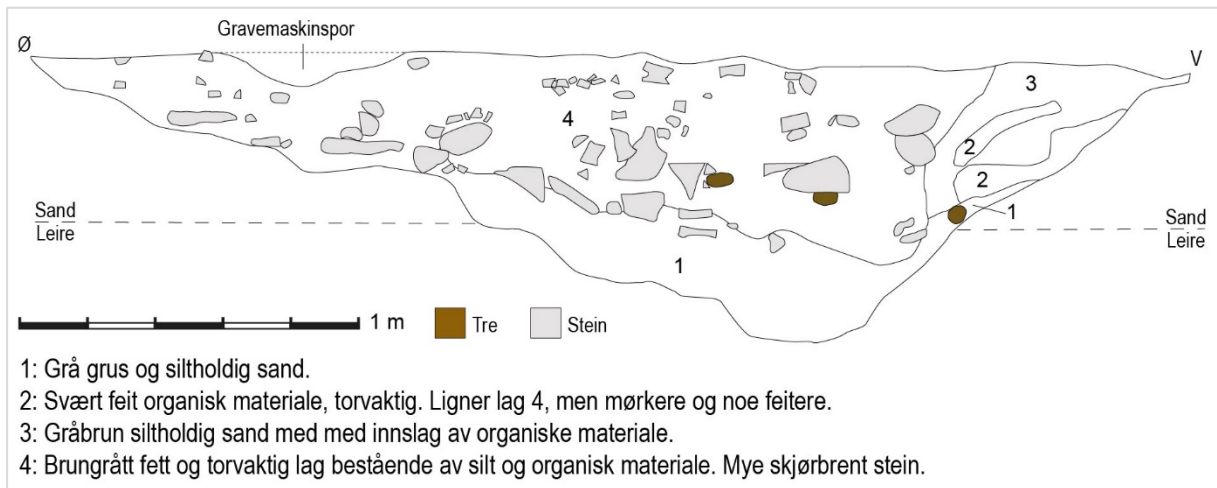 Gravemaskinspor
Ø
V
3
4
2
2
1
Sand
Leire
Sand
Leire
1
1 m
Tre
Stein
1: Grå grus og siltholdig sand.
2: Svært feit organisk materiale, torvaktig. Ligner lag 4, men mørkere og noe feitere.
3: Gråbrun siltholdig sand med med innslag av organiske materiale.
4: Brungrått fett og torvaktig lag bestående av silt og organisk materiale. Mye skjørbrent stein.